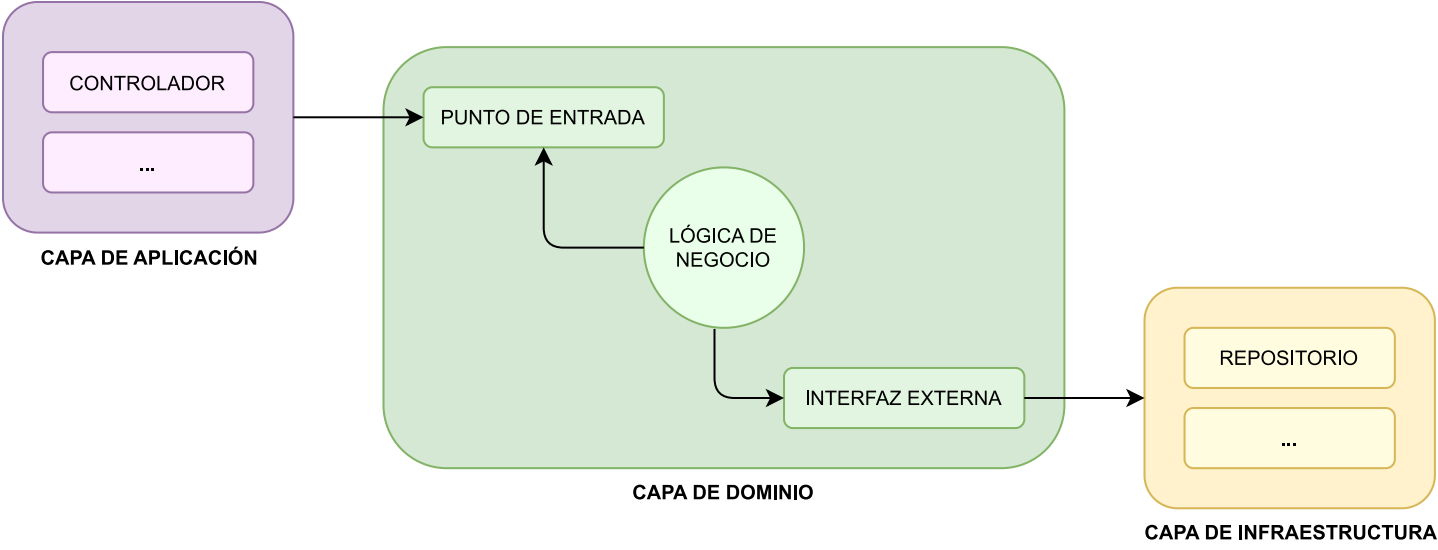 CONTROLADOR
...
CAPA DE APLICACIÓN
PUNTO DE ENTRADA
LÓGICA DE
NEGOCIO
INTERFAZ EXTERNA
CAPA DE DOMINIO
REPOSITORIO
...
CAPA DE INFRAESTRUCTURA